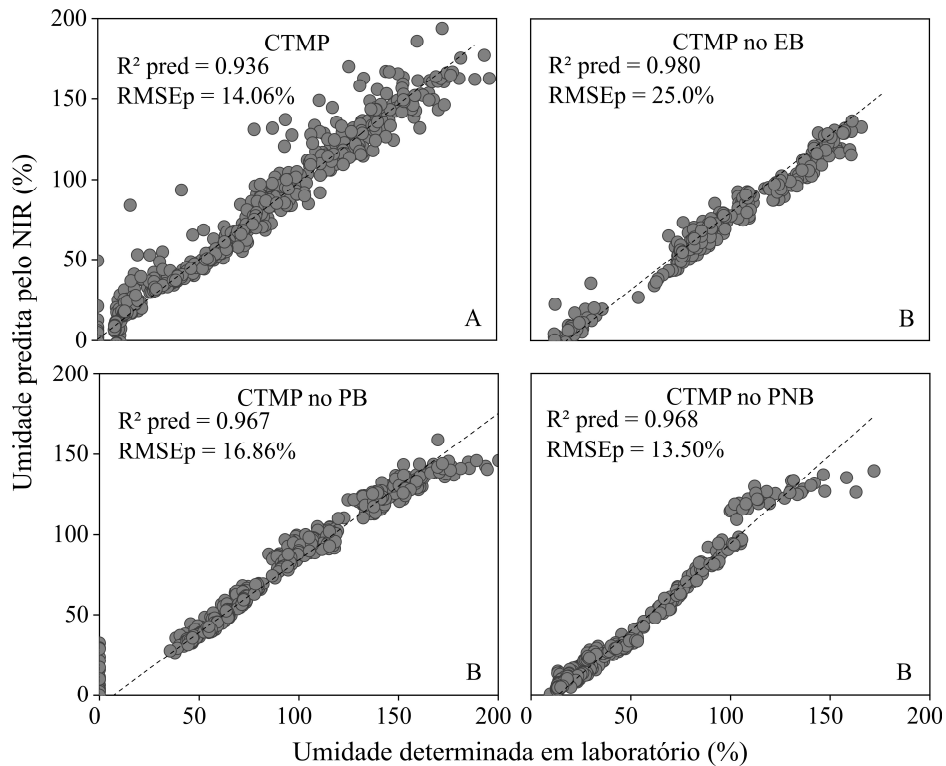 Umidade predita pelo NIR (%)
200
150
100
50
0
CTMP
R² pred = 0.936
RMSEp = 14.06%
A
CTMP no EB
R² pred = 0.980
RMSEp = 25.0%
B
200
150
100
50
0
CTMP no PB
R² pred = 0.967
RMSEp = 16.86%
B
CTMP no PNB
R² pred = 0.968
RMSEp = 13.50%
B
0 50 100 150 200
0 50 100 150 200
Umidade determinada em laboratório (%)